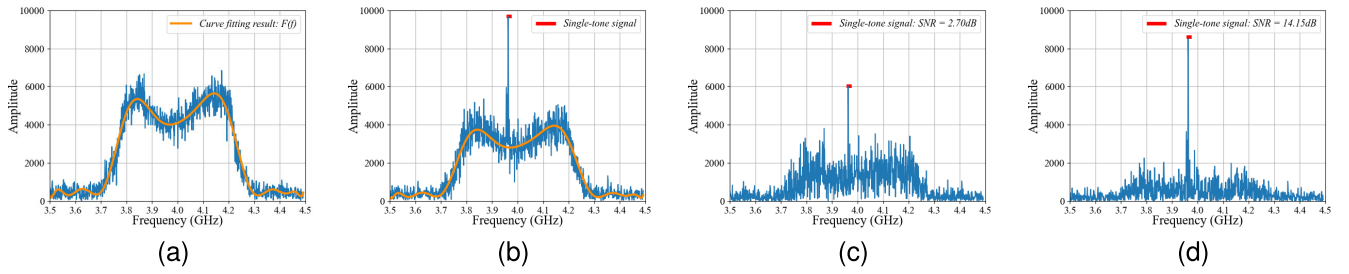 10000
8000
6000
4000
2000
0
Amplitude
Curve fitting result: F(f)
3.5 3.6 3.7 3.8 3.9 4.0 4.1 4.2 4.3 4.4 4.5
Frequency (GHz)
(a)
10000
8000
6000
4000
2000
0
Amplitude
Single-tone signal
3.5 3.6 3.7 3.8 3.9 4.0 4.1 4.2 4.3 4.4 4.5
Frequency (GHz)
(b)
10000
8000
6000
4000
2000
0
Amplitude
Single-tone signal: SNR = 2.70dB
3.5 3.6 3.7 3.8 3.9 4.0 4.1 4.2 4.3 4.4 4.5
Frequency (GHz)
(c)
10000
8000
6000
4000
2000
0
Amplitude
Single-tone signal: SNR = 14.15dB
3.5 3.6 3.7 3.8 3.9 4.0 4.1 4.2 4.3 4.4 4.5
Frequency (GHz)
(d)